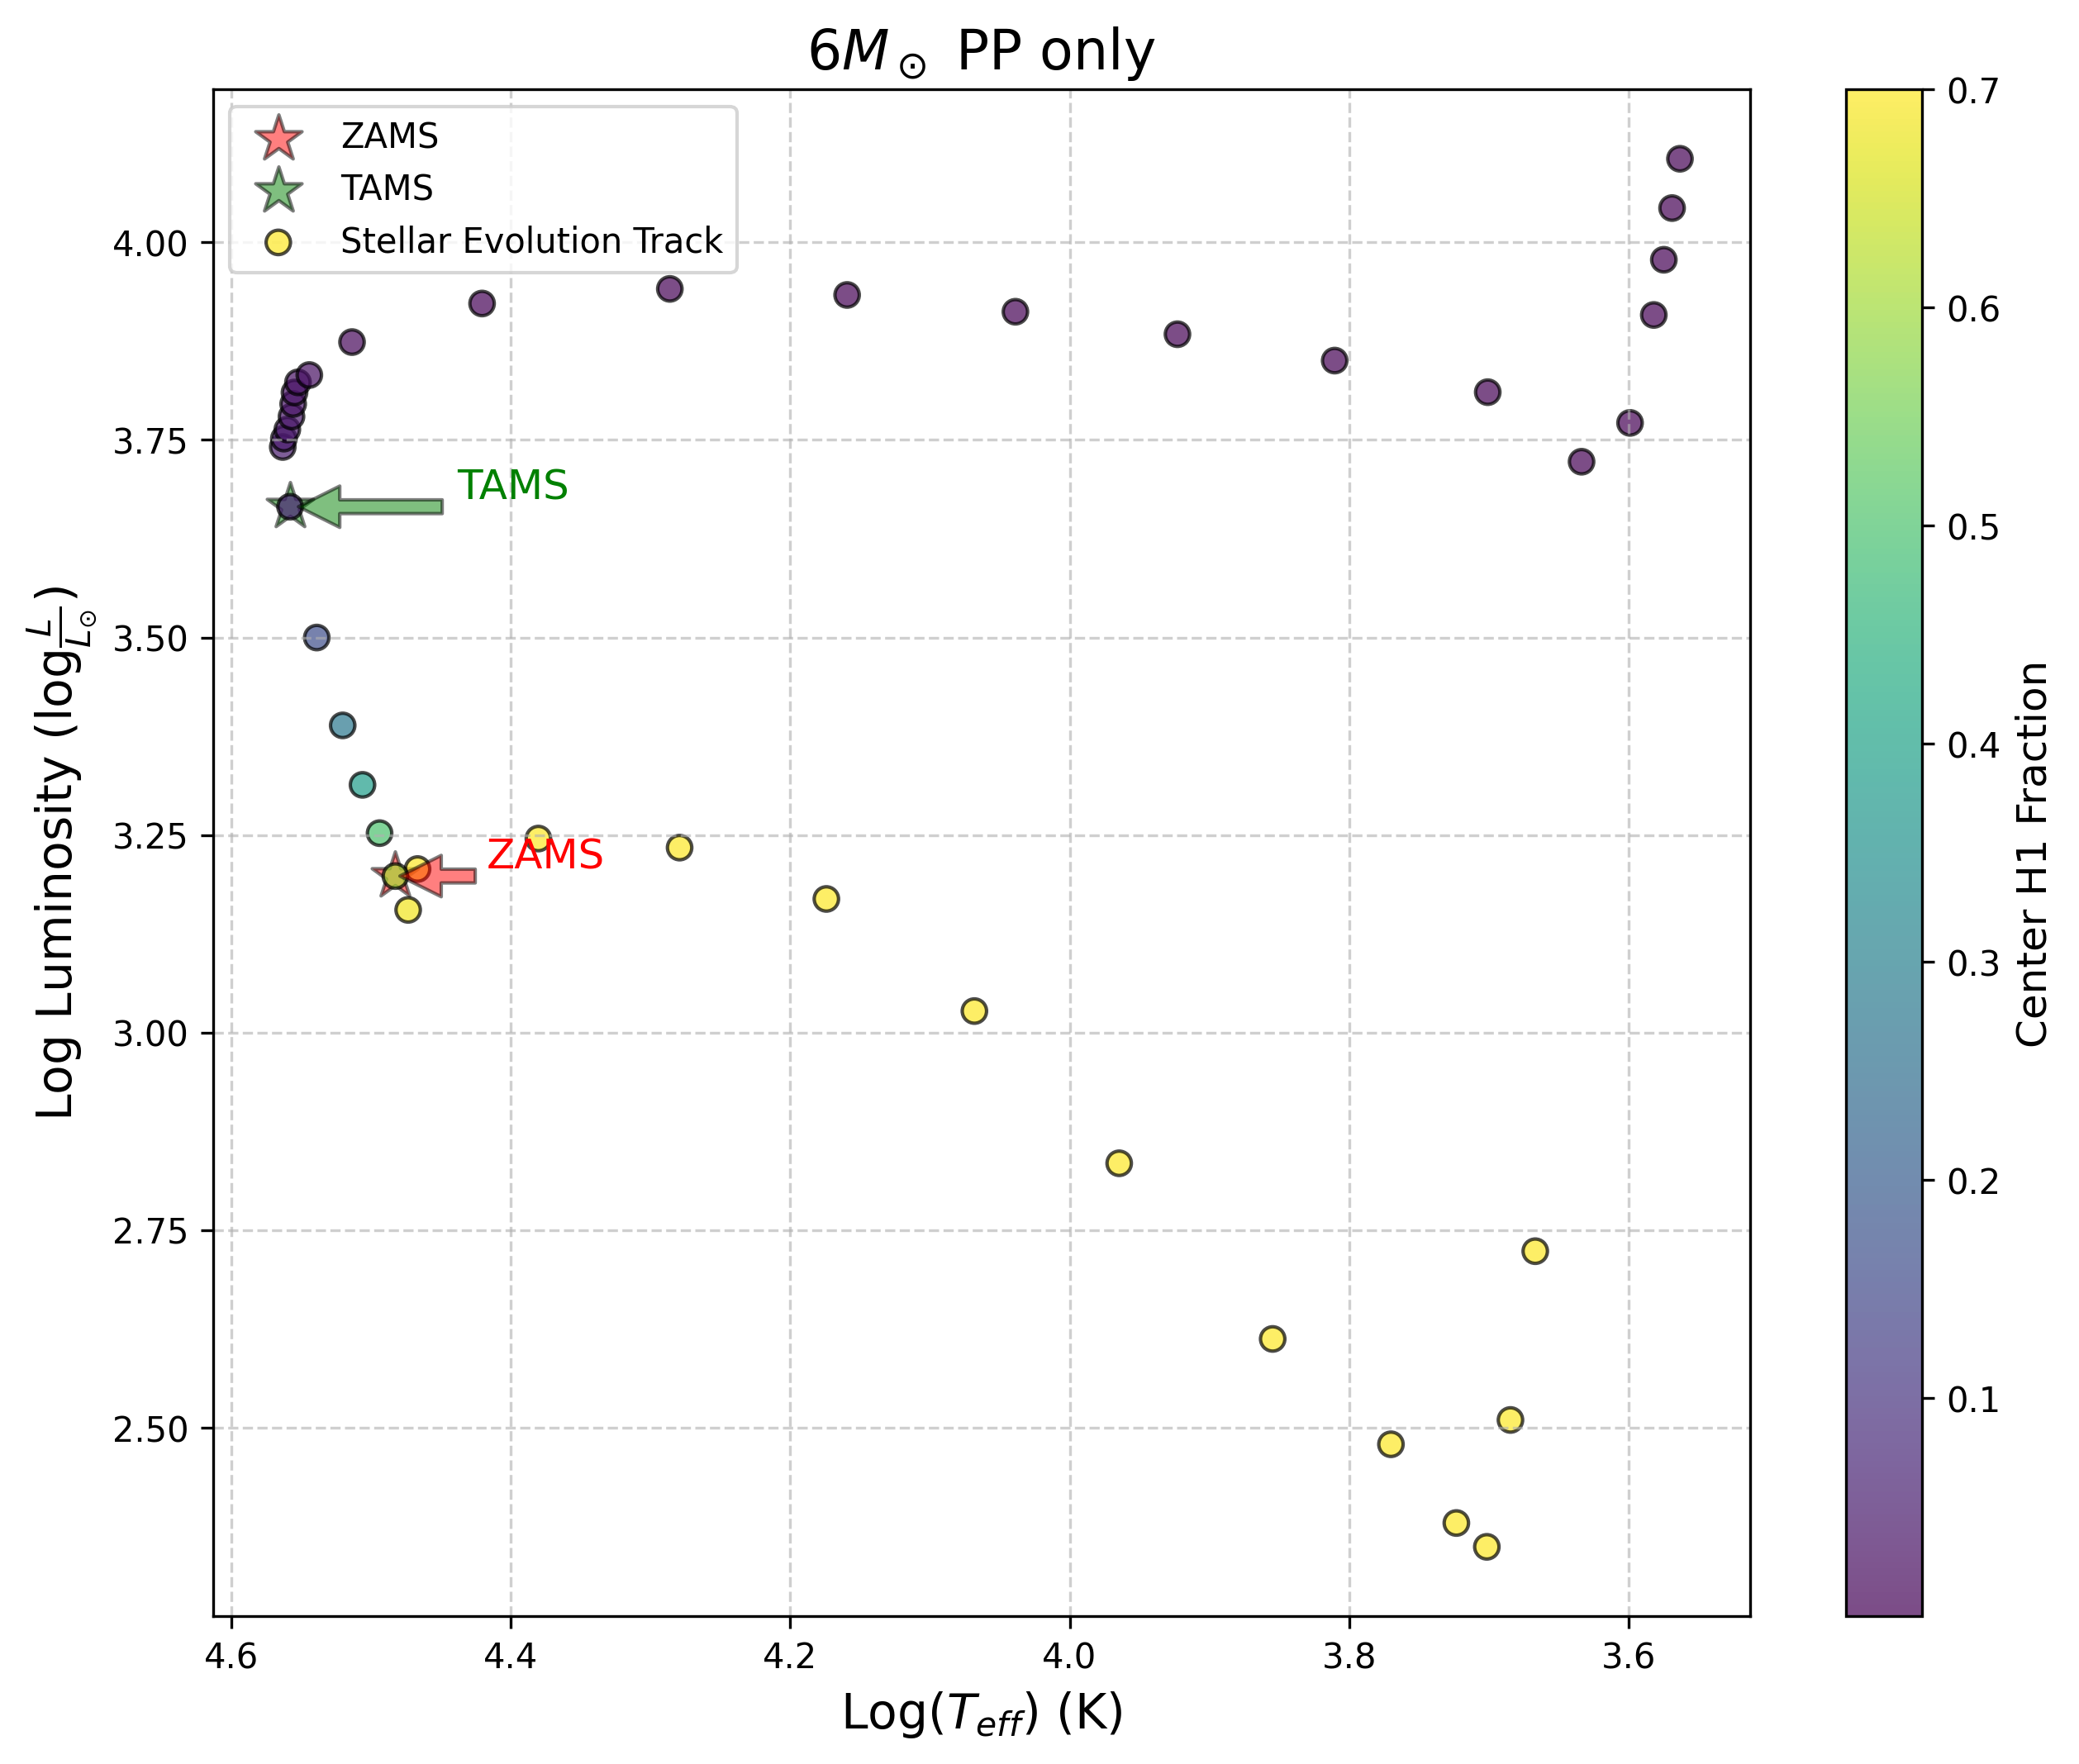 6M⊙ PP only
ZAMS
TAMS
Stellar Evolution Track
TAMS
ZAMS
4.00
3.75
3.50
3.25
3.00
2.75
2.50
Log Luminosity (log L/L⊙)
4.6
4.4
4.2
4.0
3.8
3.6
Log(T_eff) (K)
0.7
0.6
0.5
0.4
0.3
0.2
0.1
Center H1 Fraction